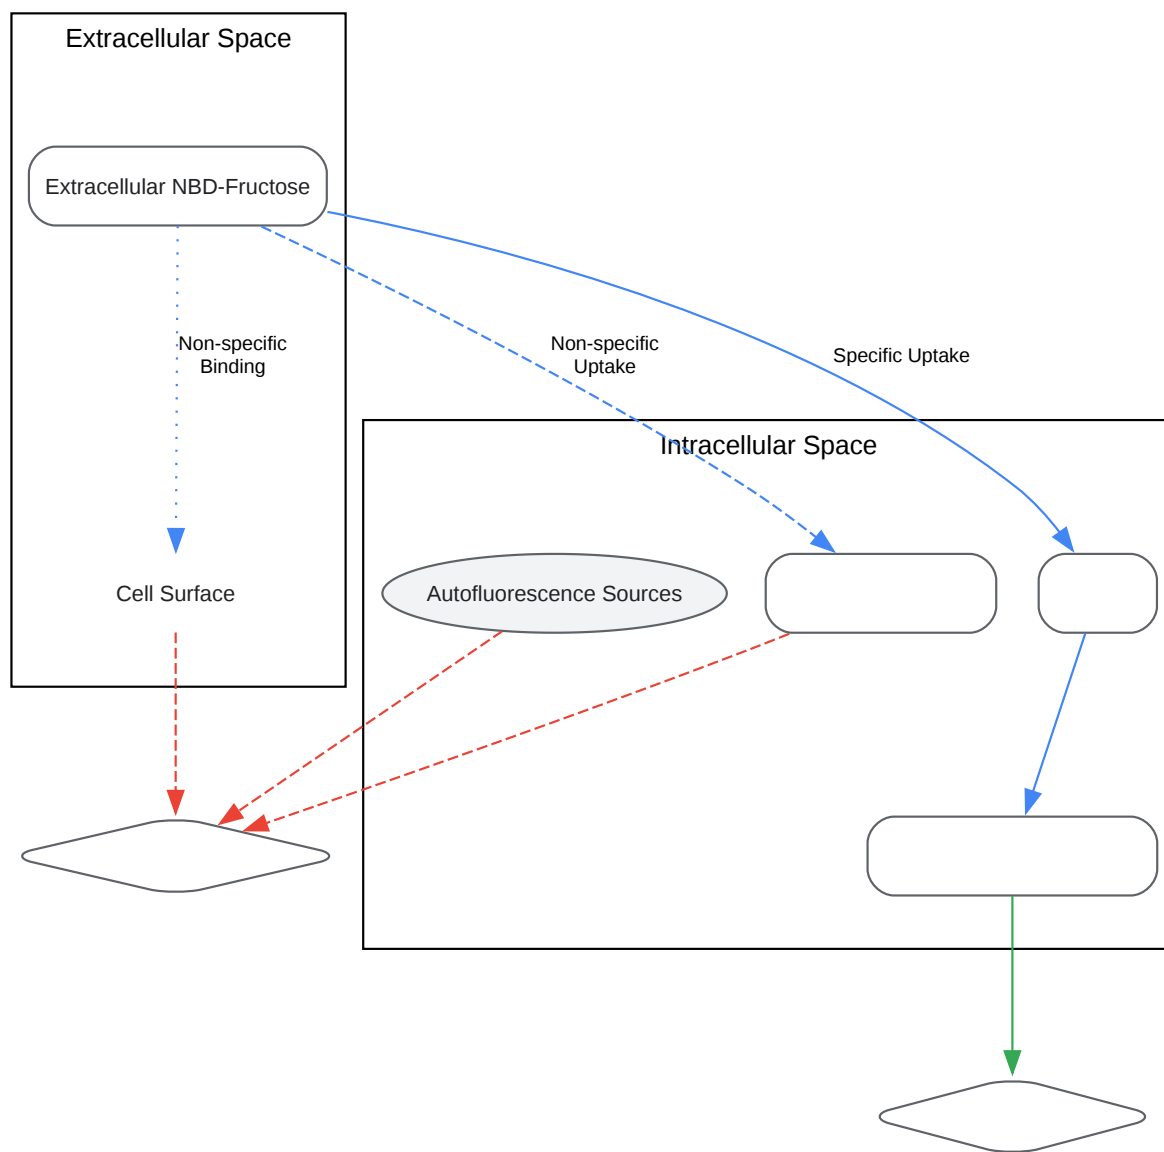 Extracellular Space
Extracellular NBD-Fructose
Non-specific
Binding
Non-specific
Uptake
Specific Uptake
Intracellular Space
Cell Surface
Autofluorescence Sources